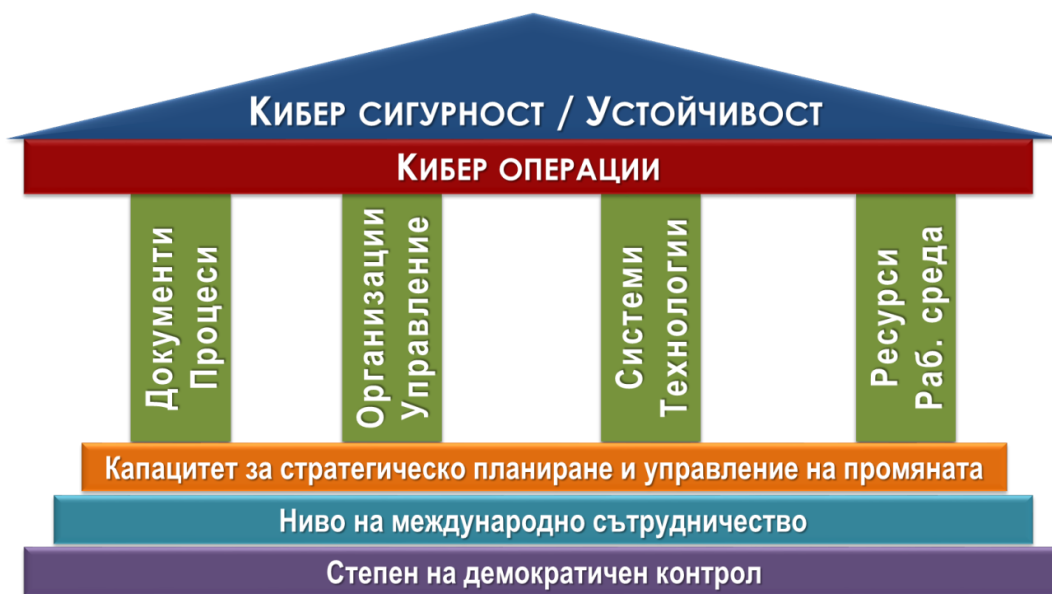 Кибер сигурност / Устойчивост
Кибер операции
Документи
Процеси
Организации
Управление
Системи
Технологии
Ресурси
Раб. среда
Капацитет за стратегическо планиране и управление на промяната
Ниво на международно сътрудничество
Степен на демократичен контрол